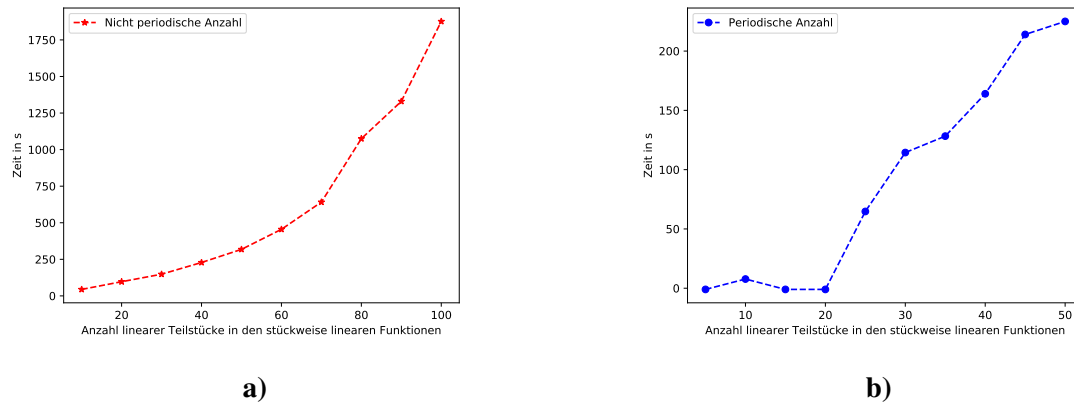 Nicht periodische Anzahl
1750
1500
1250
1000
750
500
250
0
Zeit in s
20
40
60
80
100
Anzahl linearer Teilstücke in den stückweise linearen Funktionen
a)
Periodische Anzahl
200
150
100
50
0
Zeit in s
10
20
30
40
50
Anzahl linearer Teilstücke in den stückweise linearen Funktionen
b)